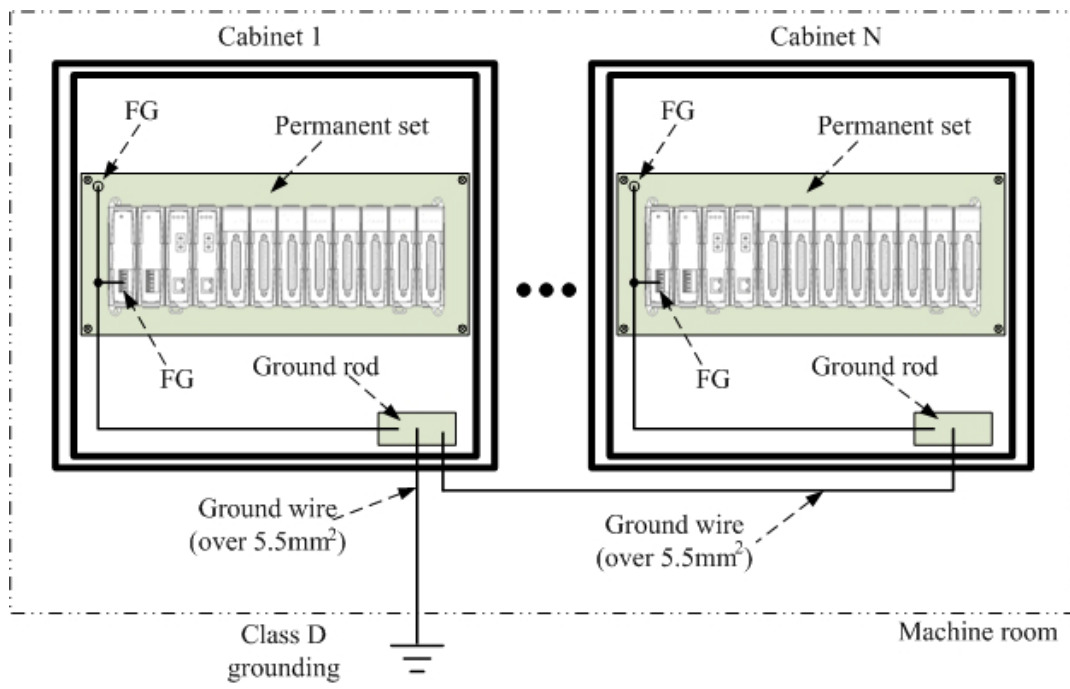 Cabinet 1
Cabinet N
FG
Permanent set
FG
Permanent set
FG
Ground rod
FG
Ground rod
Ground wire
(over 5.5mm²)
Ground wire
(over 5.5mm²)
Class D
grounding
Machine room